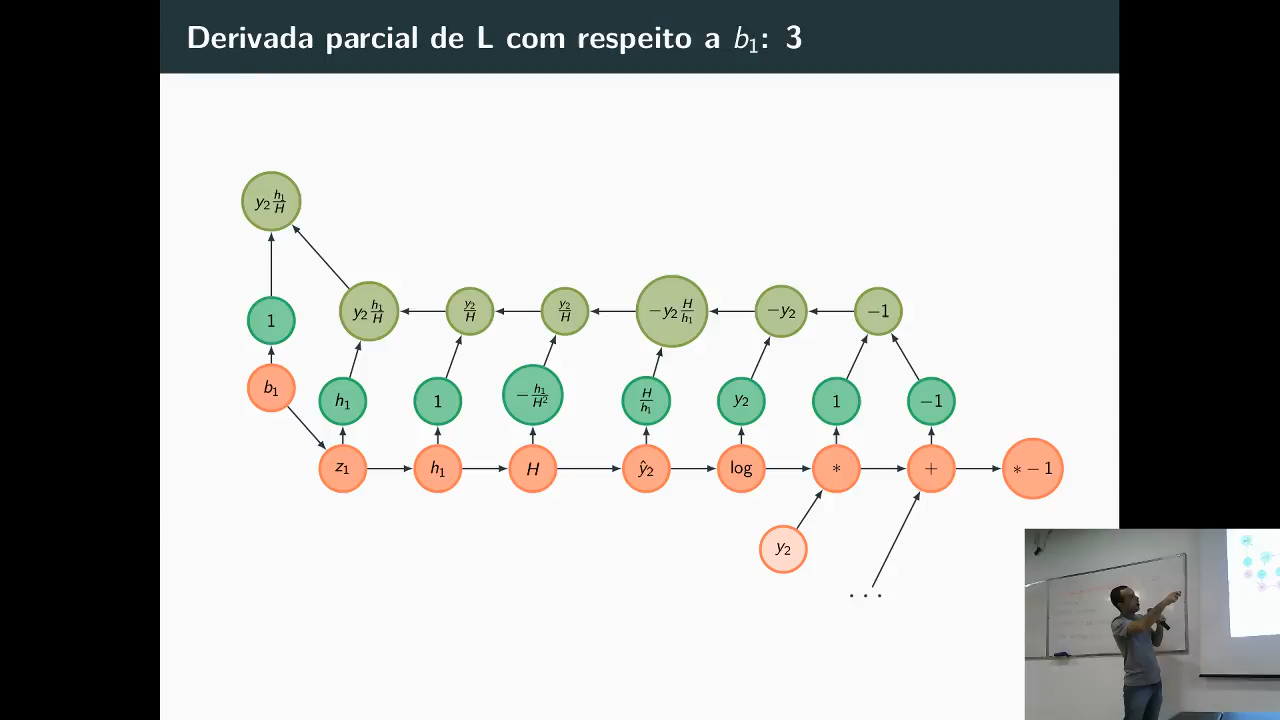 Derivada parcial de L com respeito a b₁: 3
y₂ h₁/H
1
y₂ h₁/H
y₂/H
y₂/H
−y₂ H/h₁
−y₂
−1
b₁
h₁
1
−h₁/H²
H/h₁
y₂
1
−1
z₁
h₁
H
ŷ₂
log
*
+
* − 1
y₂
. . .